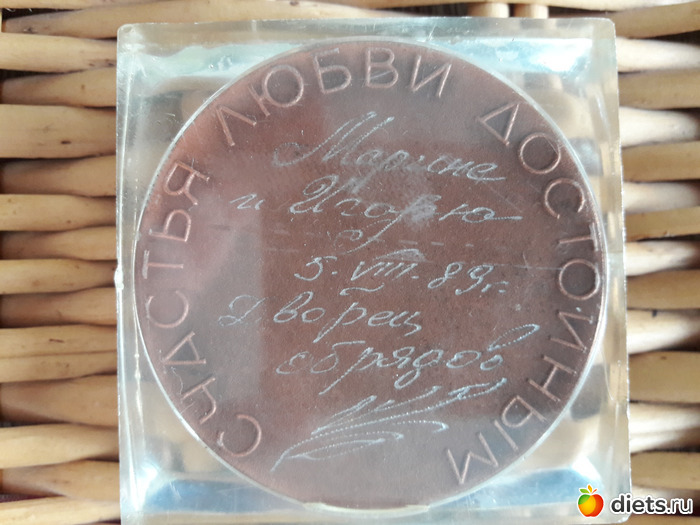 СЧАСТЬЯ ЛЮБВИ ДОСТОЙНЫМ
Марине
и Игорю
5.VIII.89г.
Дворец
обрядов
diets.ru